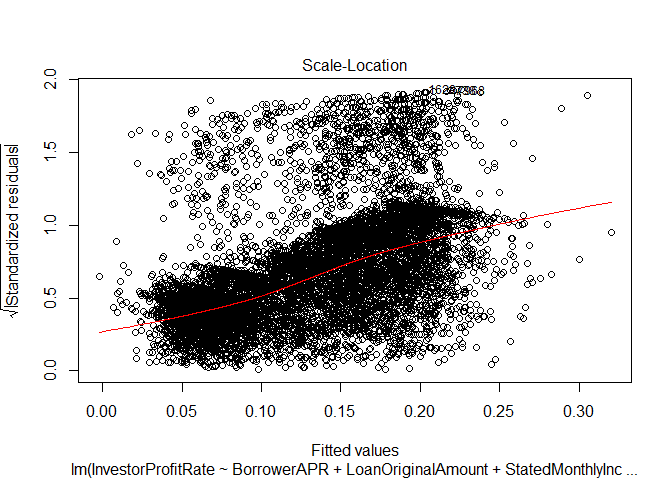 Scale-Location
√|Standardized residuals|
2.0
1.5
1.0
0.5
0.0
0.00 0.05 0.10 0.15 0.20 0.25 0.30
Fitted values
lm(InvestorProfitRate ~ BorrowerAPR + LoanOriginalAmount + StatedMonthlyInc ...